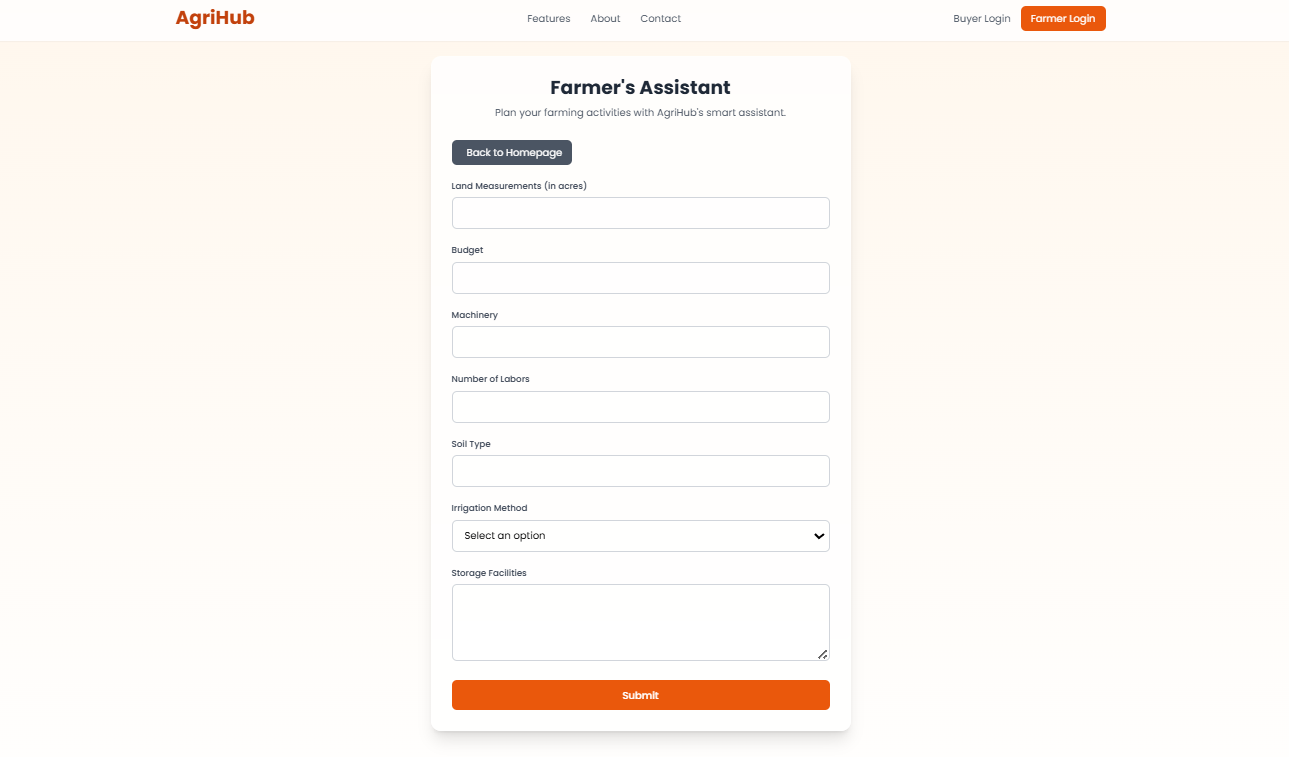 AgriHub
Features
About
Contact
Buyer Login
Farmer Login
Farmer's Assistant
Plan your farming activities with AgriHub's smart assistant.
Back to Homepage
Land Measurements (in acres)
Budget
Machinery
Number of Labors
Soil Type
Irrigation Method
Select an option
Storage Facilities
Submit